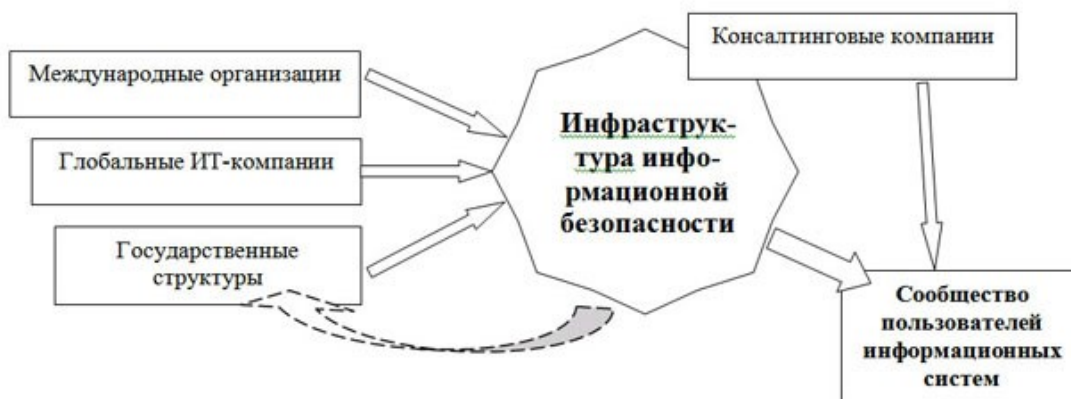 Международные организации
Глобальные ИТ-компании
Государственные
структуры
Инфраструк-
тура инфо-
рмационной
безопасности
Консалтинговые компании
Сообщество
пользователей
информационных
систем